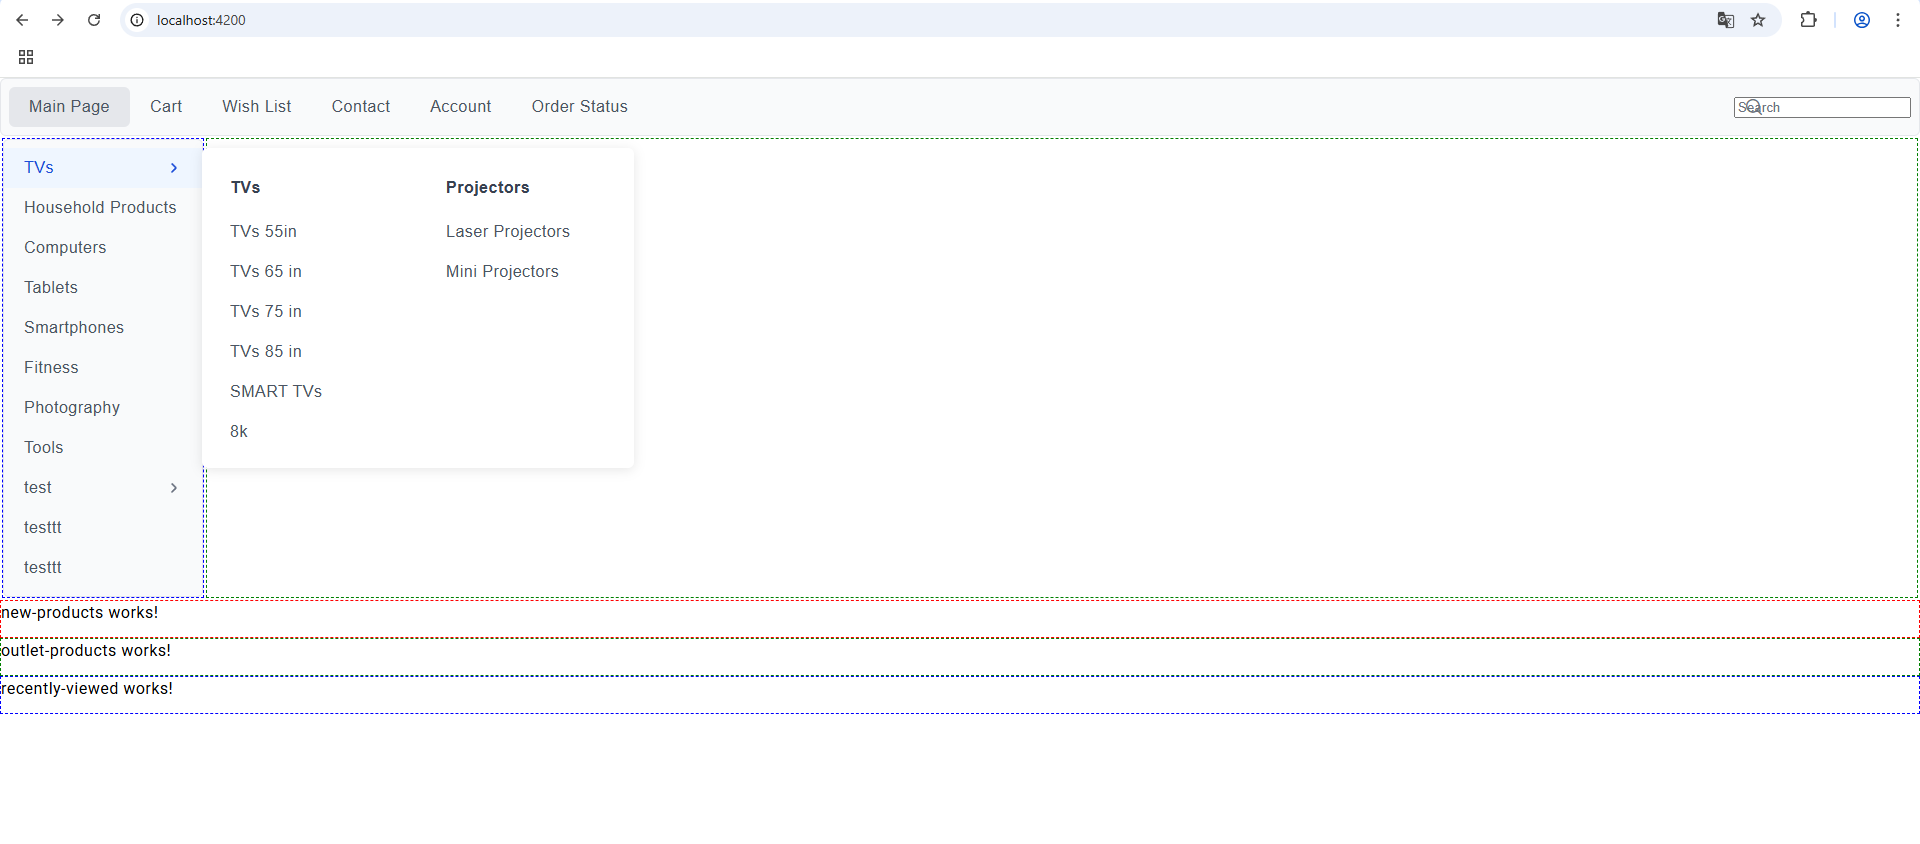 localhost:4200
Main Page Cart Wish List Contact Account Order Status Search
TVs
Household Products
Computers
Tablets
Smartphones
Fitness
Photography
Tools
test
testtt
testtt
TVs
TVs 55in
TVs 65 in
TVs 75 in
TVs 85 in
SMART TVs
8k
Projectors
Laser Projectors
Mini Projectors
new-products works!
outlet-products works!
recently-viewed works!